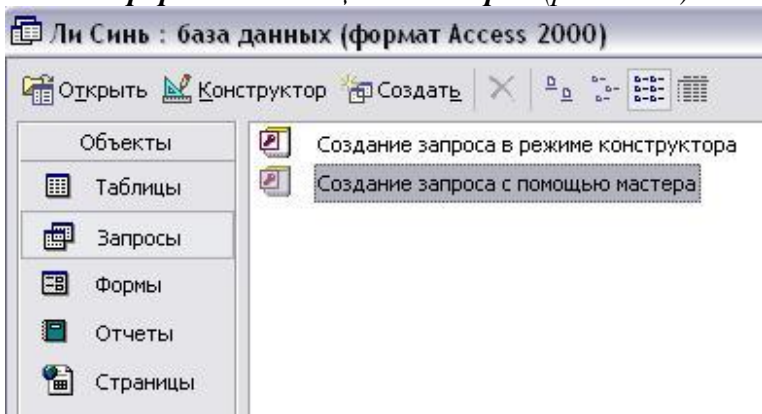 Ли Синь : база данных (формат Access 2000)
Открыть Конструктор Создать
Объекты
Таблицы
Запросы
Формы
Отчеты
Страницы
Создание запроса в режиме конструктора
Создание запроса с помощью мастера